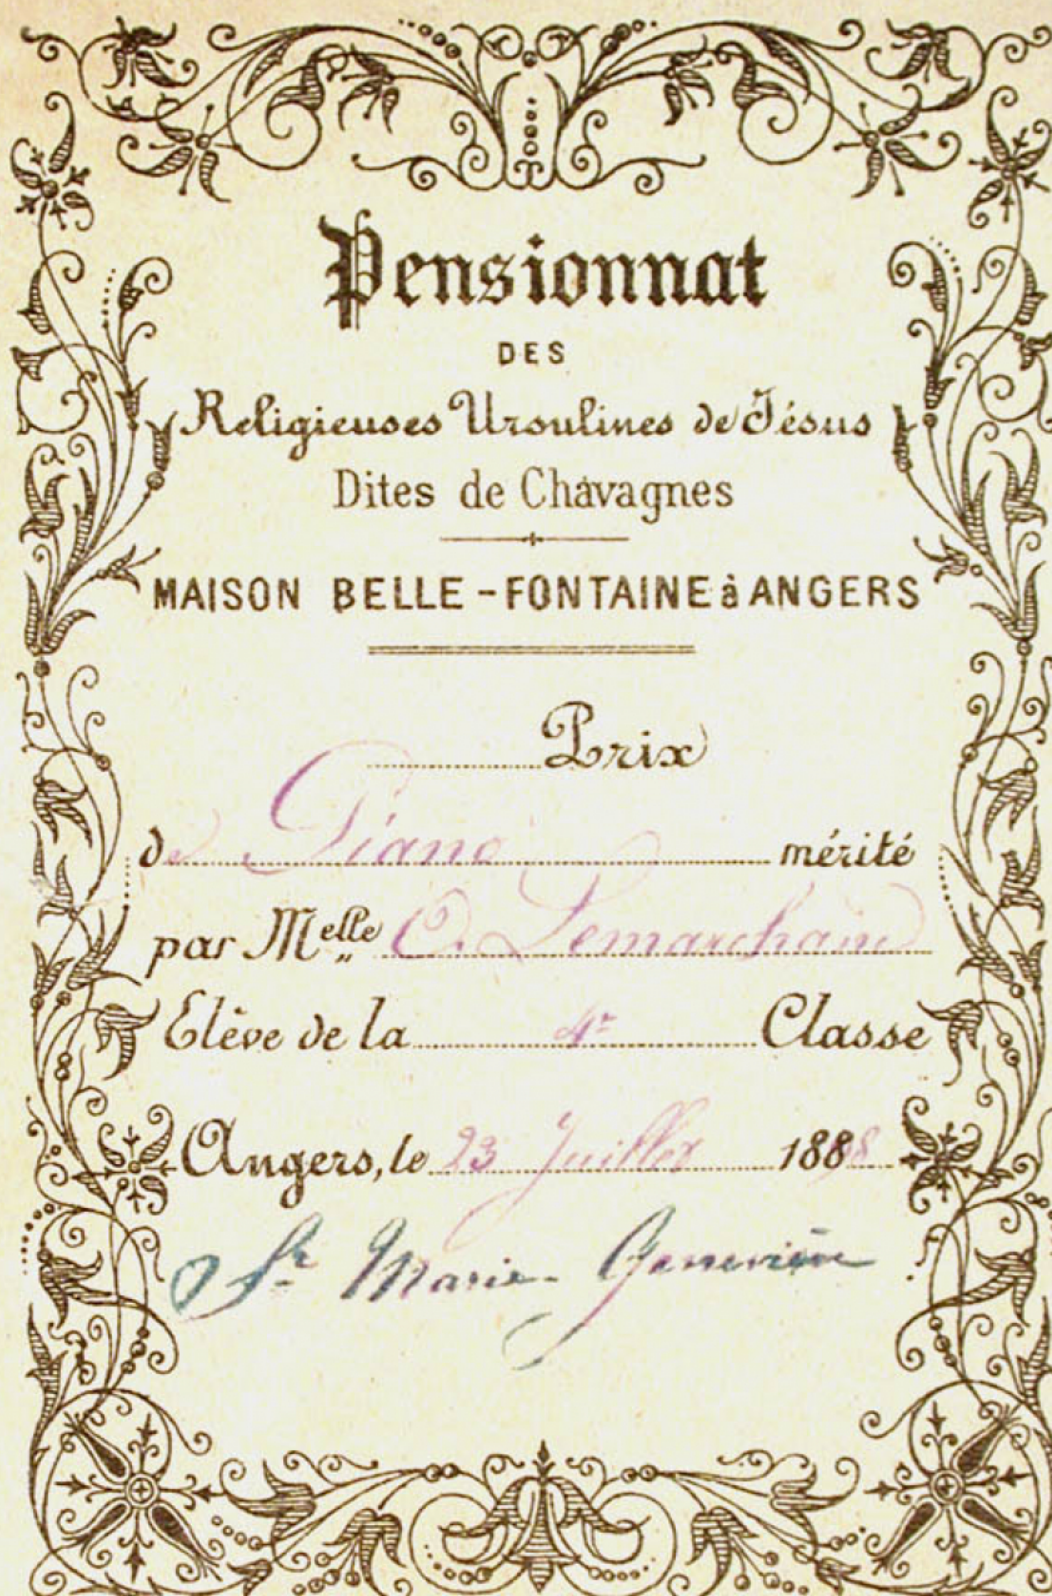 Pensionnat
DES
Religieuses Ursulines de Jésus
Dites de Chavagnes
MAISON BELLE-FONTAINE à ANGERS
Prix
de Piano mérité
par Melle C. Lemarchand
Elève de la 4e Classe
Angers, le 23 Juillet 1888
Sr Marie-Geneviève